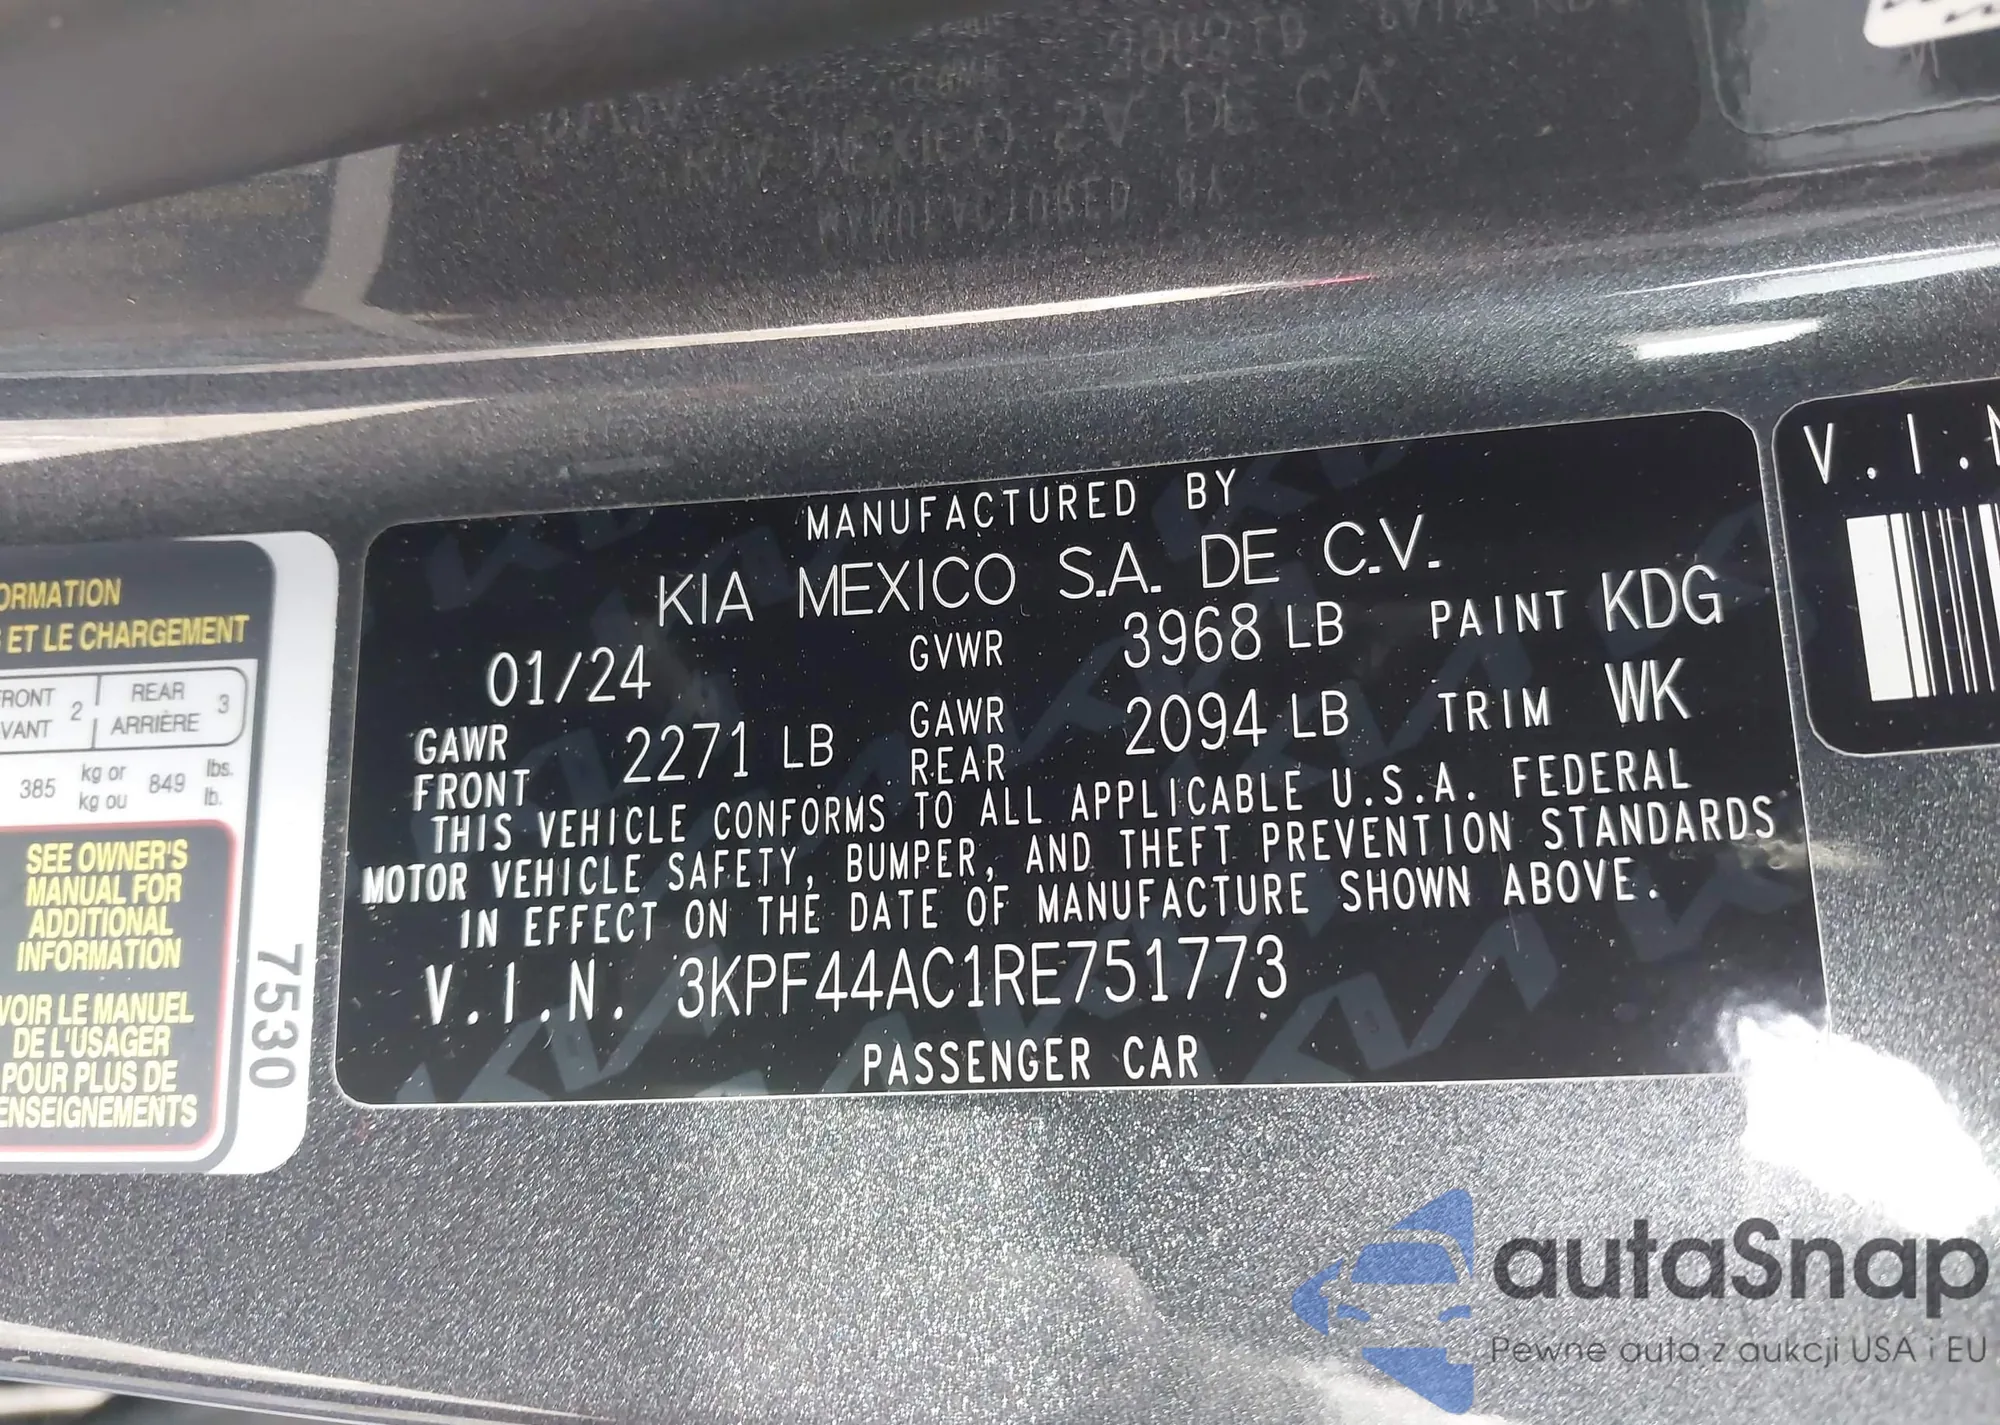 MANUFACTURED BY
KIA MEXICO S.A. DE C.V.
01/24 GVWR 3968 LB PAINT KDG
GAWR FRONT 2271 LB GAWR REAR 2094 LB TRIM WK
THIS VEHICLE CONFORMS TO ALL APPLICABLE U.S.A. FEDERAL
MOTOR VEHICLE SAFETY, BUMPER, AND THEFT PREVENTION STANDARDS
IN EFFECT ON THE DATE OF MANUFACTURE SHOWN ABOVE.
V.I.N. 3KPF44AC1RE751773
PASSENGER CAR
ORMATION
ET LE CHARGEMENT
RONT 2 REAR 3
VANT ARRIÈRE
385 kg or 849 lbs.
kg ou lb.
SEE OWNER'S
MANUAL FOR
ADDITIONAL
INFORMATION
VOIR LE MANUEL
DE L'USAGER
POUR PLUS DE
ENSEIGNEMENTS
7530
V.I.N
autaSnap
Pewne auta z aukcji USA i EU